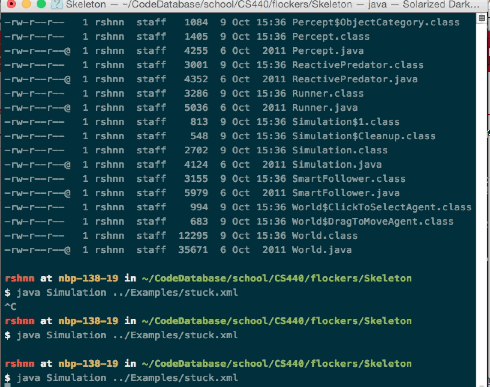 Skeleton — ~/CodeDatabase/school/CS440/flockers/Skeleton — java — Solarized Dark...
-rw-r--r-- 1 rshnn staff 1084 9 Oct 15:36 Percept$ObjectCategory.class
-rw-r--r-- 1 rshnn staff 1405 9 Oct 15:36 Percept.class
-rw-r--r--@ 1 rshnn staff 4255 6 Oct 2011 Percept.java
-rw-r--r-- 1 rshnn staff 3001 9 Oct 15:36 ReactivePredator.class
-rw-r--r--@ 1 rshnn staff 4352 6 Oct 2011 ReactivePredator.java
-rw-r--r-- 1 rshnn staff 3286 9 Oct 15:36 Runner.class
-rw-r--r--@ 1 rshnn staff 5036 6 Oct 2011 Runner.java
-rw-r--r-- 1 rshnn staff 813 9 Oct 15:36 Simulation$1.class
-rw-r--r-- 1 rshnn staff 548 9 Oct 15:36 Simulation$Cleanup.class
-rw-r--r-- 1 rshnn staff 2702 9 Oct 15:36 Simulation.class
-rw-r--r--@ 1 rshnn staff 4124 6 Oct 2011 Simulation.java
-rw-r--r-- 1 rshnn staff 3155 9 Oct 15:36 SmartFollower.class
-rw-r--r--@ 1 rshnn staff 5979 6 Oct 2011 SmartFollower.java
-rw-r--r-- 1 rshnn staff 994 9 Oct 15:36 World$ClickToSelectAgent.class
-rw-r--r-- 1 rshnn staff 683 9 Oct 15:36 World$DragToMoveAgent.class
-rw-r--r-- 1 rshnn staff 12295 9 Oct 15:36 World.class
-rw-r--r--@ 1 rshnn staff 35671 6 Oct 2011 World.java
rshnn at nbp-138-19 in ~/CodeDatabase/school/CS440/flockers/Skeleton
$ java Simulation ../Examples/stuck.xml
^C
rshnn at nbp-138-19 in ~/CodeDatabase/school/CS440/flockers/Skeleton
$ java Simulation ../Examples/stuck.xml
rshnn at nbp-138-19 in ~/CodeDatabase/school/CS440/flockers/Skeleton
$ java Simulation ../Examples/stuck.xml